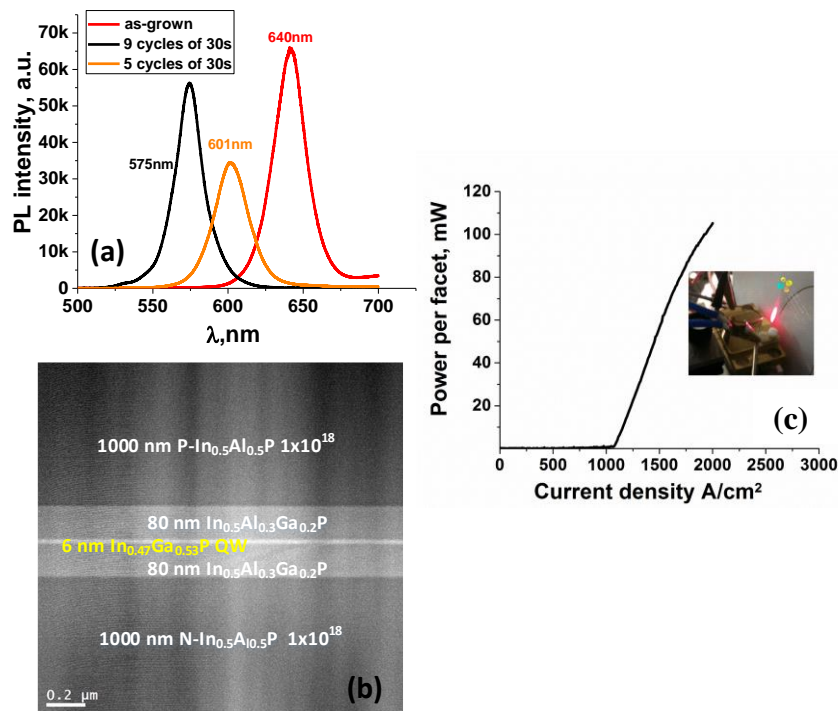 as-grown
9 cycles of 30s
5 cycles of 30s
640nm
601nm
575nm
70k
60k
50k
40k
30k
20k
10k
0
PL intensity, a.u.
(a)
500 550 600 650 700
λ,nm
1000 nm P-In0.5Al0.5P 1x10^18
80 nm In0.5Al0.3Ga0.2P
6 nm In0.47Ga0.53P QW
80 nm In0.5Al0.3Ga0.2P
1000 nm N-In0.5Al0.5P 1x10^18
0.2 µm
(b)
120
100
80
60
40
20
Power per facet, mW
(c)
0 500 1000 1500 2000 2500 3000
Current density A/cm²